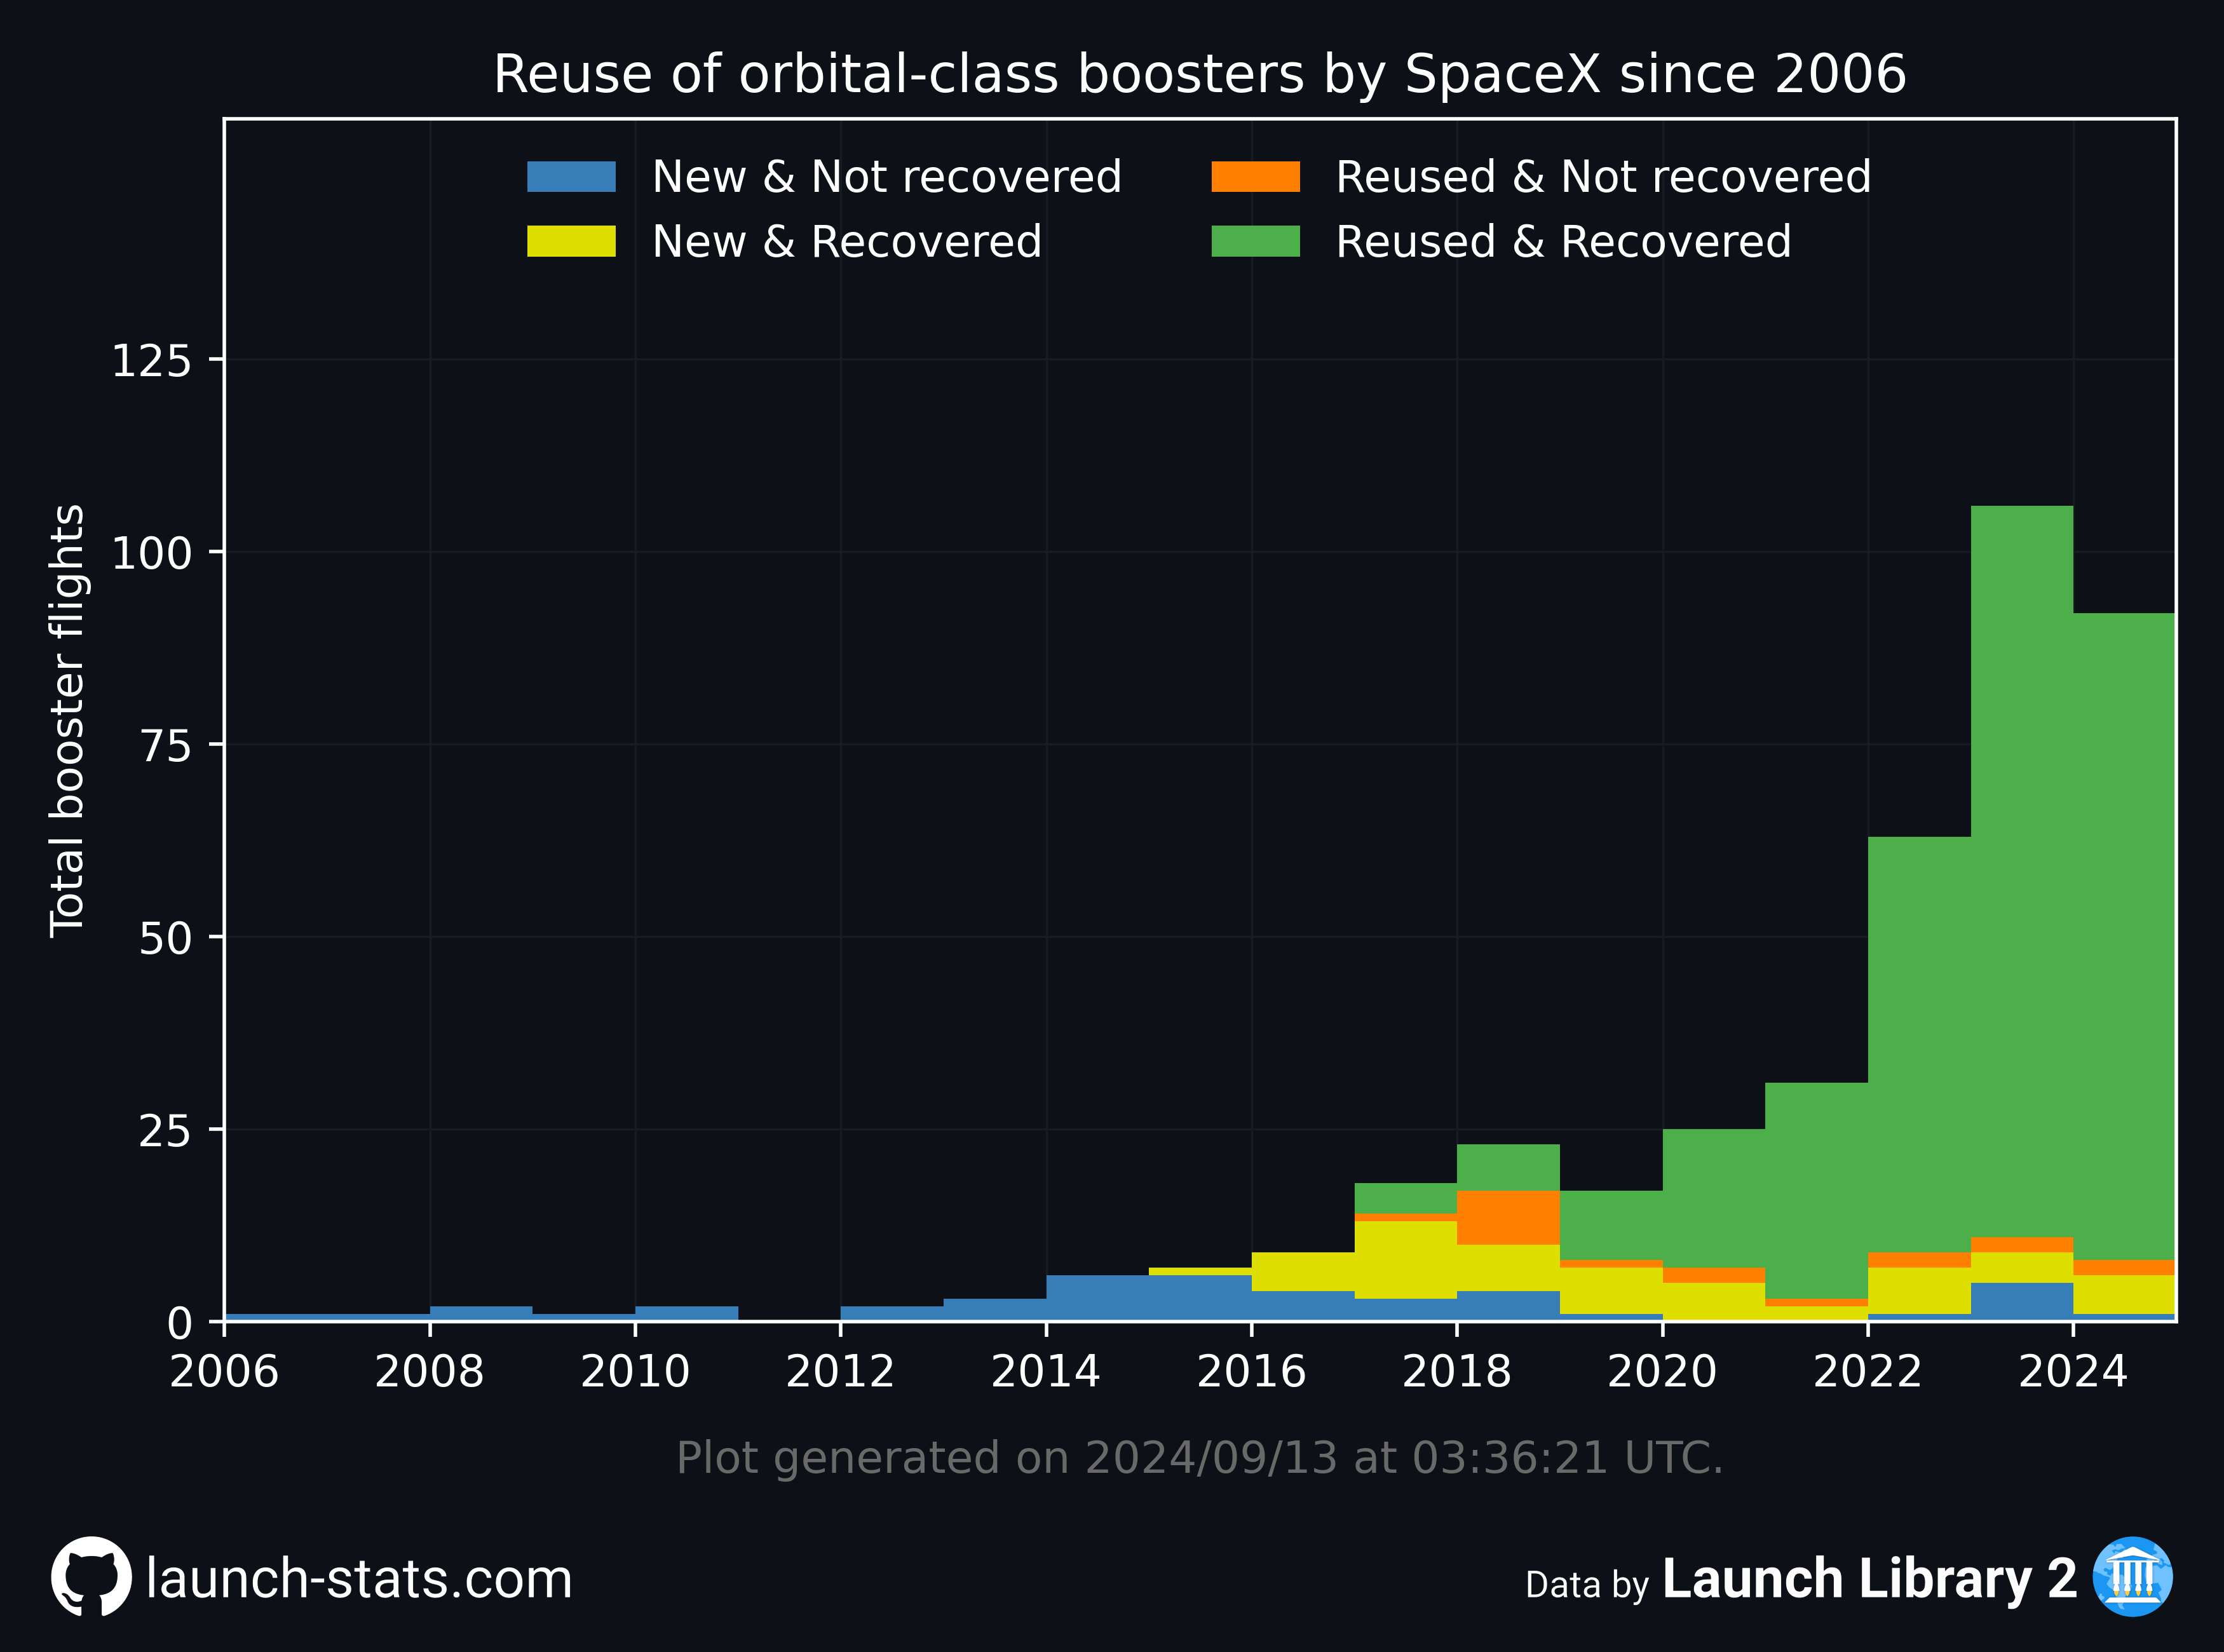 Reuse of orbital-class boosters by SpaceX since 2006
New & Not recovered
New & Recovered
Reused & Not recovered
Reused & Recovered
Total booster flights
125
100
75
50
25
0
2006 2008 2010 2012 2014 2016 2018 2020 2022 2024
Plot generated on 2024/09/13 at 03:36:21 UTC.
launch-stats.com
Data by Launch Library 2